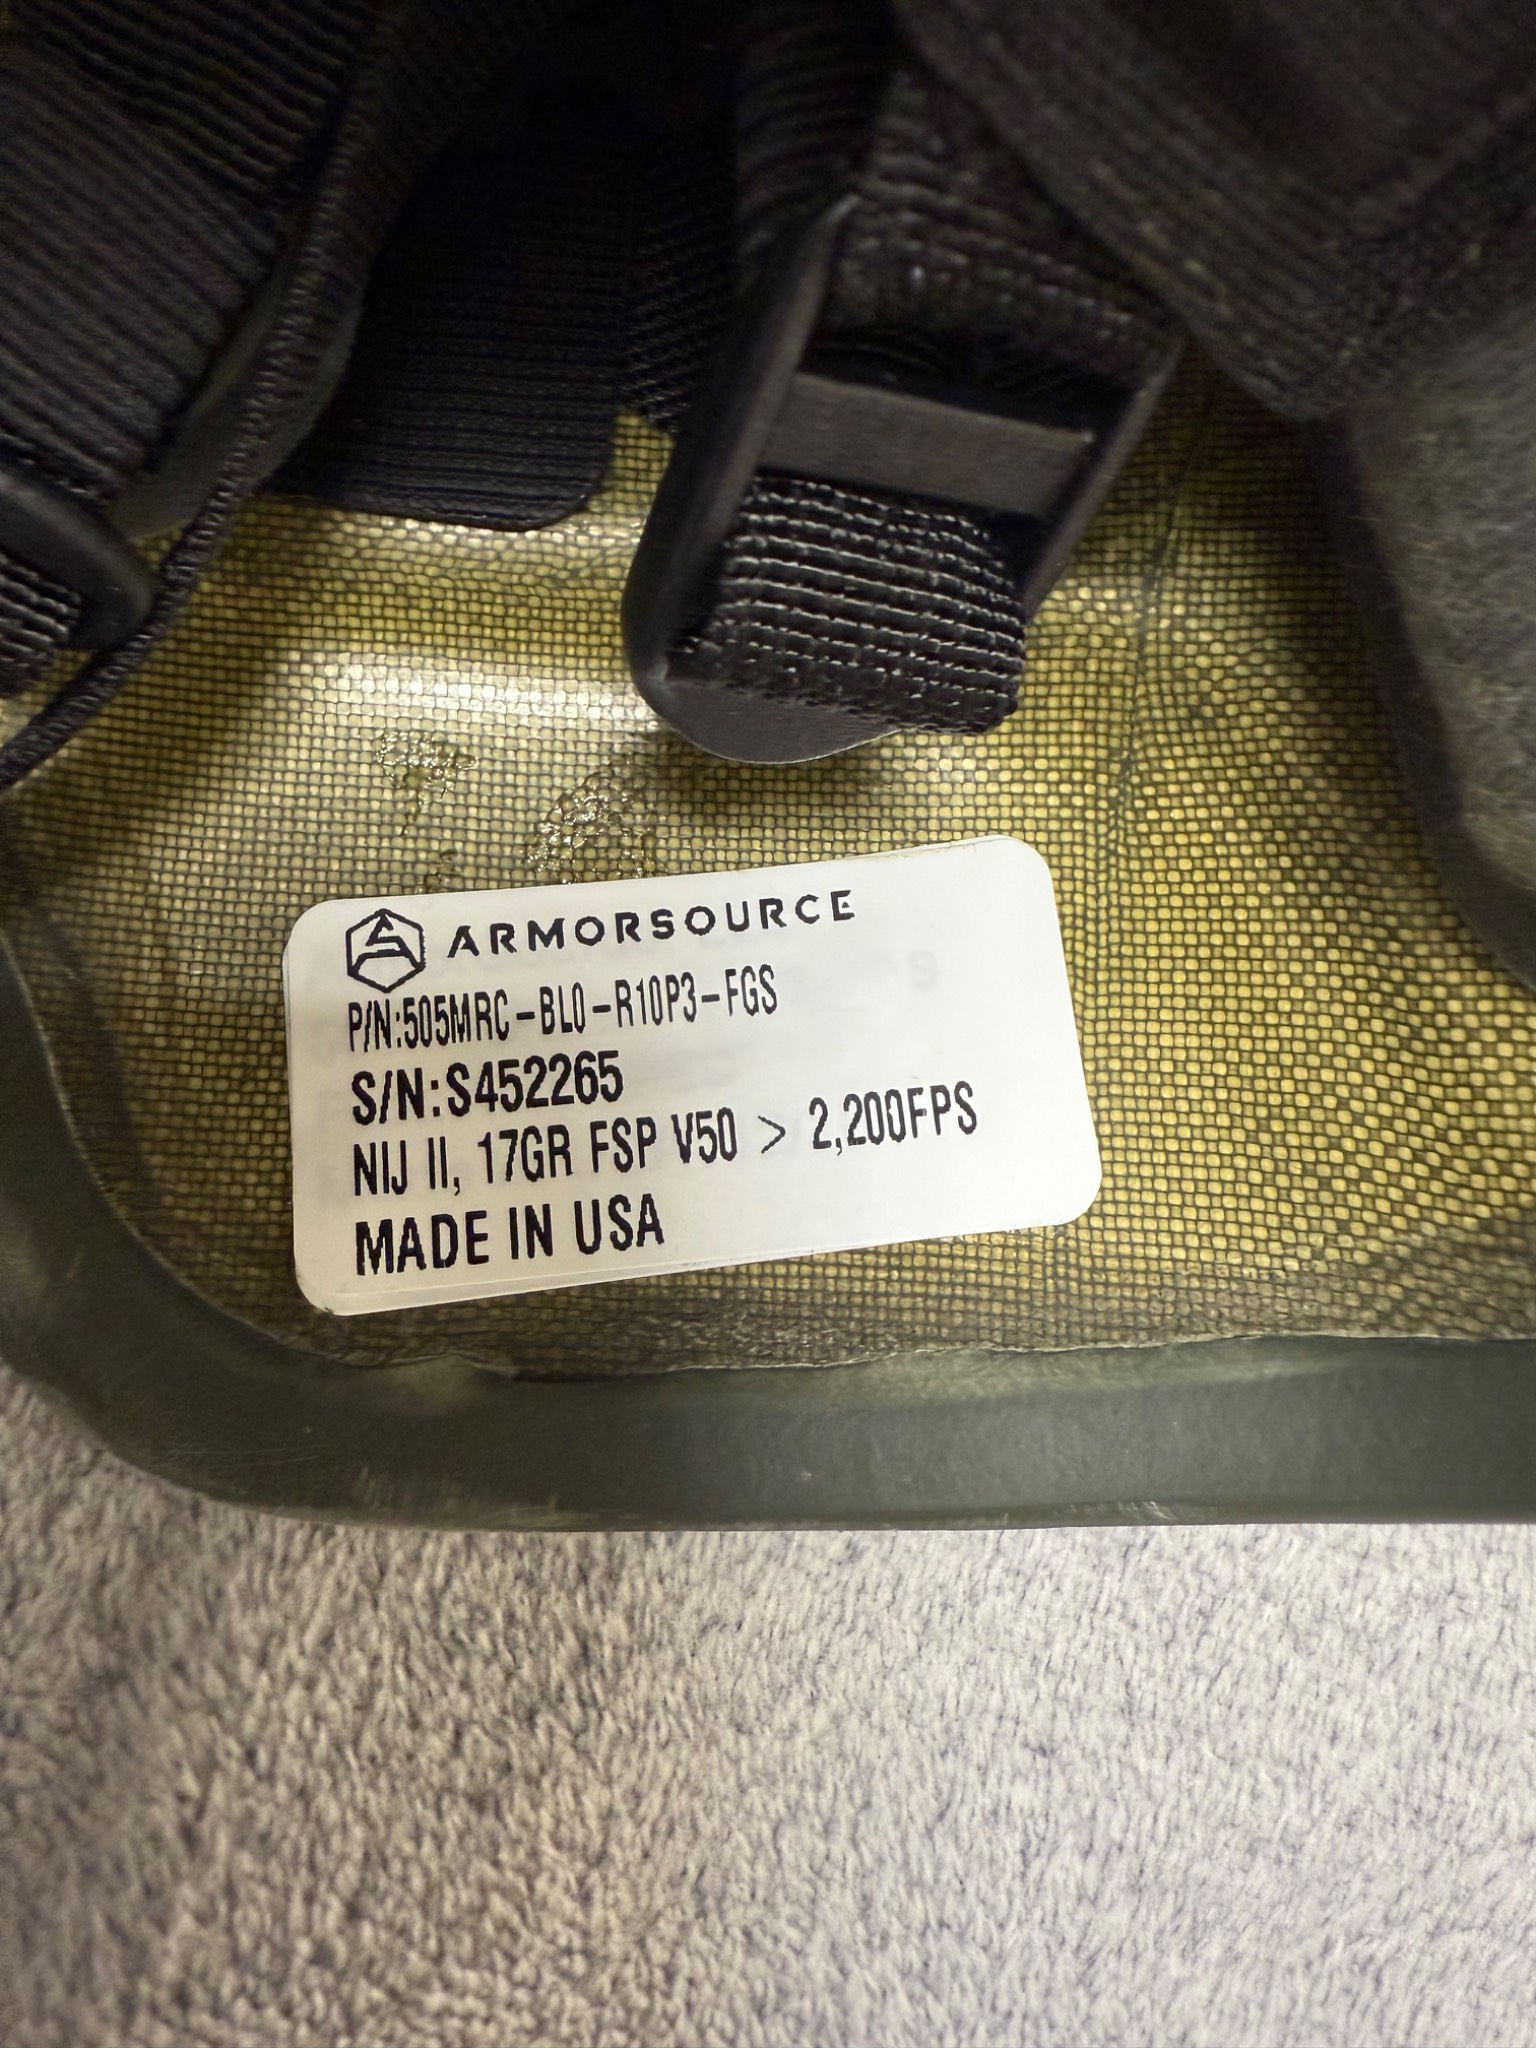 ARMORSOURCE
P/N:505MRC-BL0-R10P3-FGS
S/N:S452265
NIJ II, 17GR FSP V50 > 2,200FPS
MADE IN USA